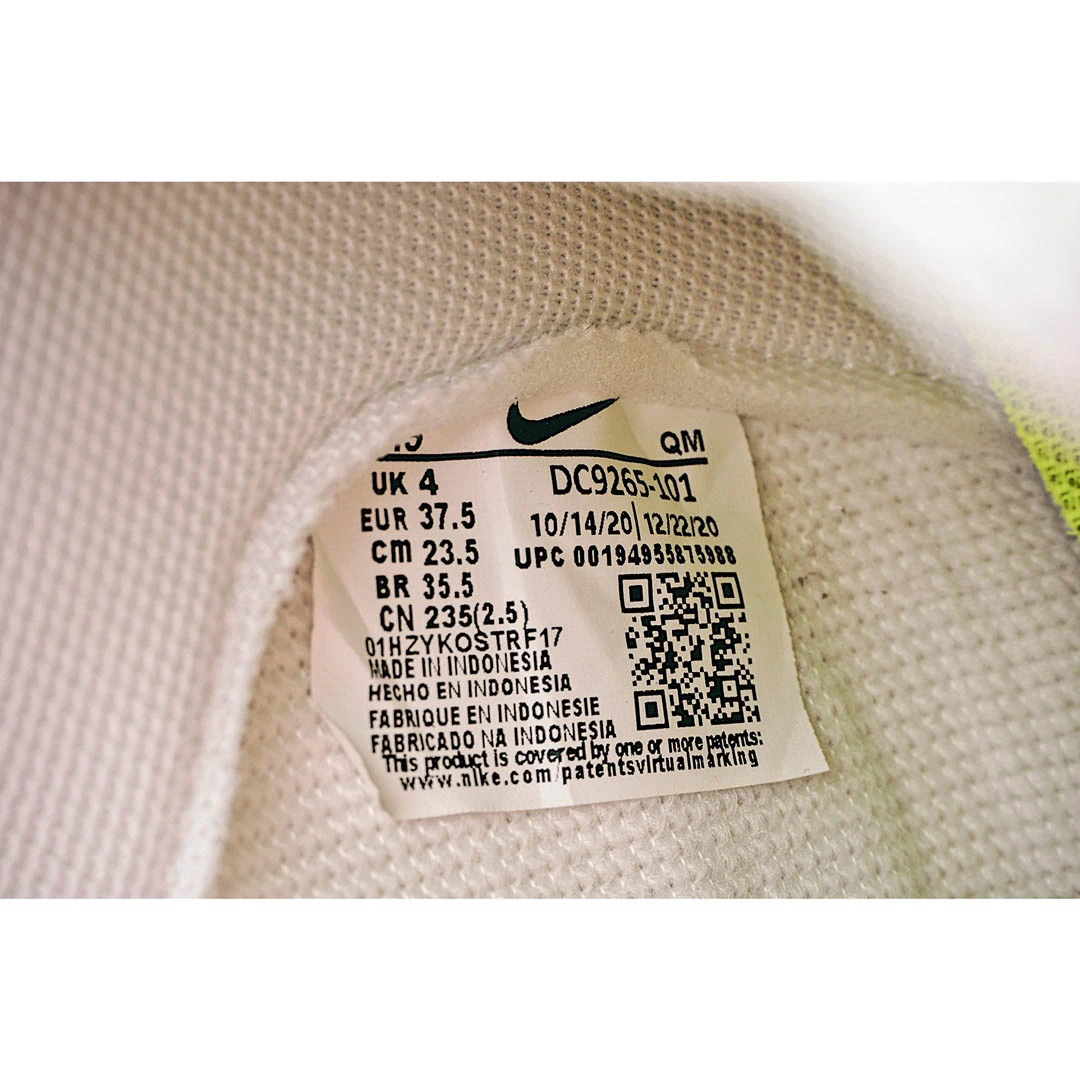 QM
UK 4
DC9265-101
EUR 37.5
10/14/20 | 12/22/20
cm 23.5
UPC 00194955875988
BR 35.5
CN 235(2.5)
01HZYKOSTRF17
MADE IN INDONESIA
HECHO EN INDONESIA
FABRIQUE EN INDONESIE
FABRICADO NA INDONESIA
This product is covered by one or more patents:
www.nike.com/patentsvirtualmarking